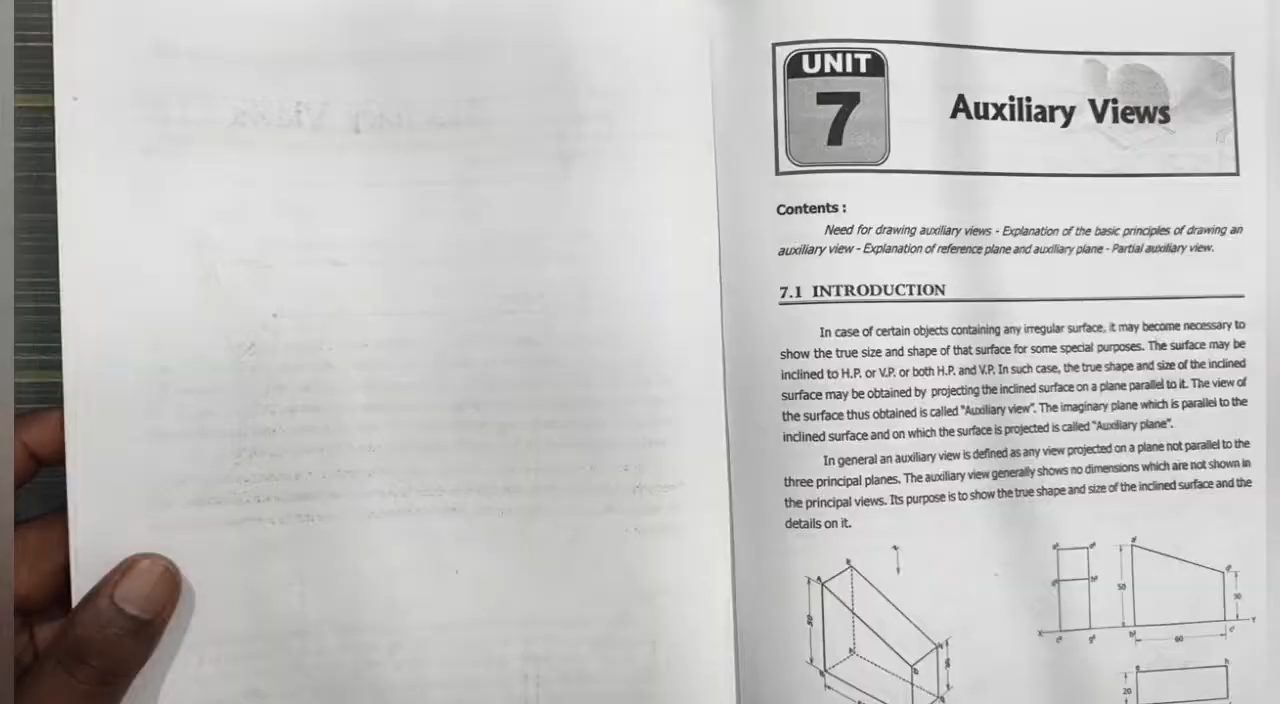 UNIT
7
Auxiliary Views
Contents :
Need for drawing auxiliary views - Explanation of the basic principles of drawing an
auxiliary view - Explanation of reference plane and auxiliary plane - Partial auxiliary view.
7.1 INTRODUCTION
In case of certain objects containing any irregular surface, it may become necessary to
show the true size and shape of that surface for some special purposes. The surface may be
inclined to H.P. or V.P. or both H.P. and V.P. In such case, the true shape and size of the inclined
surface may be obtained by projecting the inclined surface on a plane parallel to it. The view of
the surface thus obtained is called "Auxiliary view". The imaginary plane which is parallel to the
inclined surface and on which the surface is projected is called "Auxiliary plane".
In general an auxiliary view is defined as any view projected on a plane not parallel to the
three principal planes. The auxiliary view generally shows no dimensions which are not shown in
the principal views. Its purpose is to show the true shape and size of the inclined surface and the
details on it.
50
30
X
Y
60
20